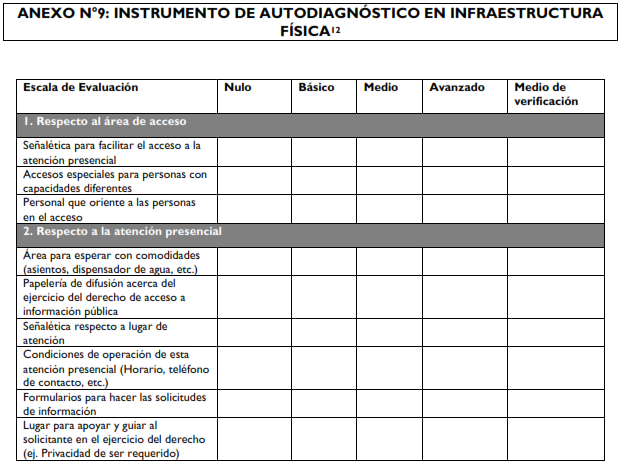 ANEXO N°9: INSTRUMENTO DE AUTODIAGNÓSTICO EN INFRAESTRUCTURA
FÍSICA12
Escala de Evaluación Nulo Básico Medio Avanzado Medio de
verificación
1. Respecto al área de acceso
Señalética para facilitar el acceso a la
atención presencial
Accesos especiales para personas con
capacidades diferentes
Personal que oriente a las personas
en el acceso
2. Respecto a la atención presencial
Área para esperar con comodidades
(asientos, dispensador de agua, etc.)
Papelería de difusión acerca del
ejercicio del derecho de acceso a
información pública
Señalética respecto a lugar de
atención
Condiciones de operación de esta
atención presencial (Horario, teléfono
de contacto, etc.)
Formularios para hacer las solicitudes
de información
Lugar para apoyar y guiar al
solicitante en el ejercicio del derecho
(ej. Privacidad de ser requerido)